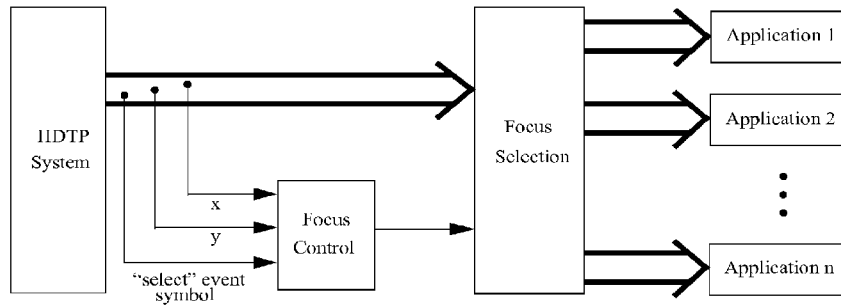 HDTP
System
x
y
"select" event
symbol
Focus
Control
Focus
Selection
Application 1
Application 2
Application n